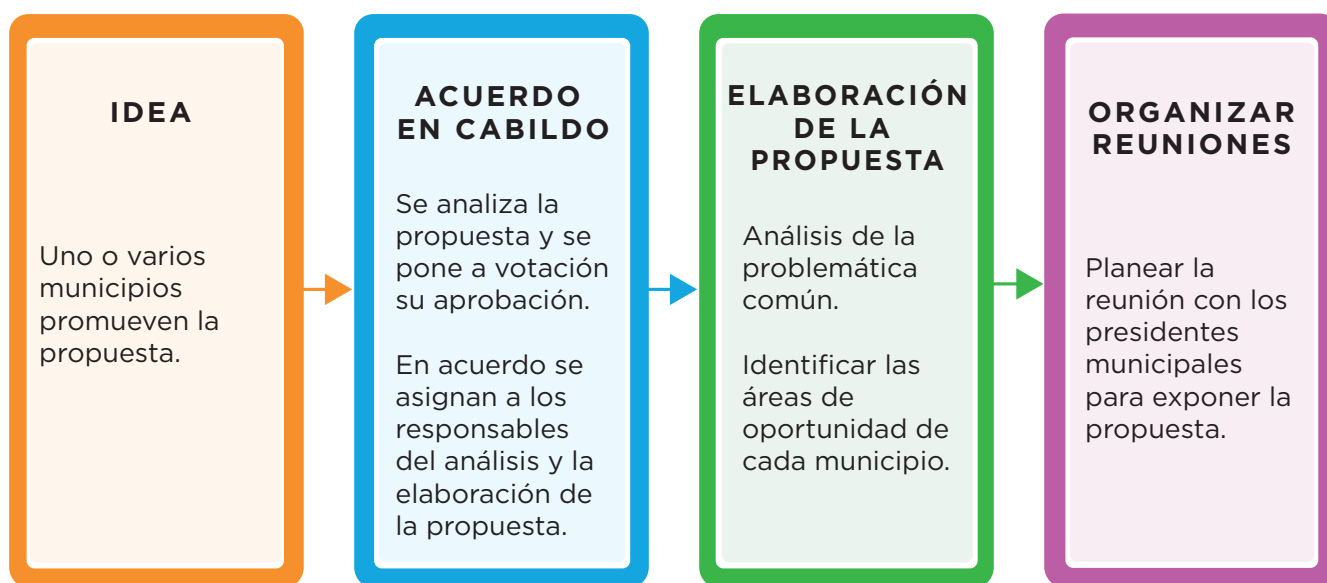 IDEA
Uno o varios
municipios
promueven la
propuesta.
ACUERDO
EN CABILDO
Se analiza la
propuesta y se
pone a votación
su aprobación.
En acuerdo se
asignan a los
responsables
del análisis y la
elaboración de
la propuesta.
ELABORACIÓN
DE LA
PROPUESTA
Análisis de la
problemática
común.
Identificar las
áreas de
oportunidad de
cada municipio.
ORGANIZAR
REUNIONES
Planear la
reunión con los
presidentes
municipales
para exponer la
propuesta.